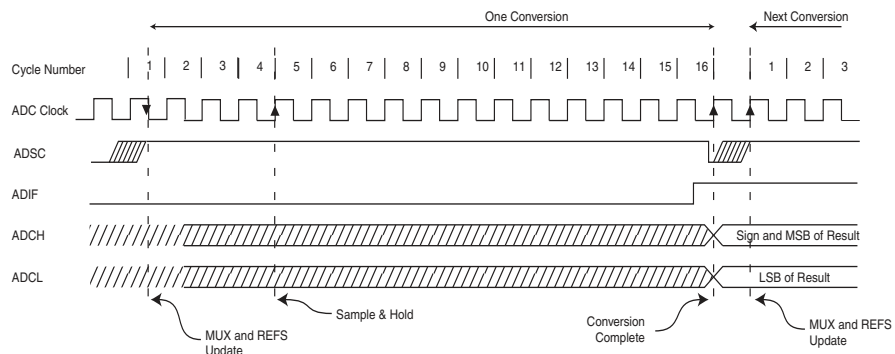 One Conversion
Next Conversion
Cycle Number 1 2 3 4 5 6 7 8 9 10 11 12 13 14 15 16 1 2 3
ADC Clock
ADSC
ADIF
ADCH
Sign and MSB of Result
ADCL
LSB of Result
MUX and REFS
Update
Sample & Hold
Conversion
Complete
MUX and REFS
Update